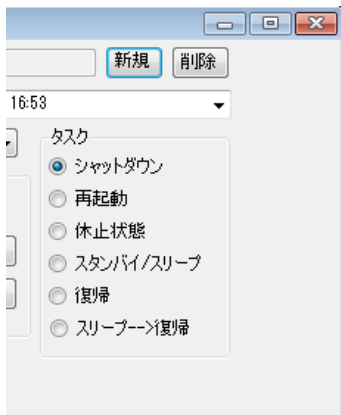 新規 削除
16:53
タスク
シャットダウン
再起動
休止状態
スタンバイ/スリープ
復帰
スリープ-->復帰